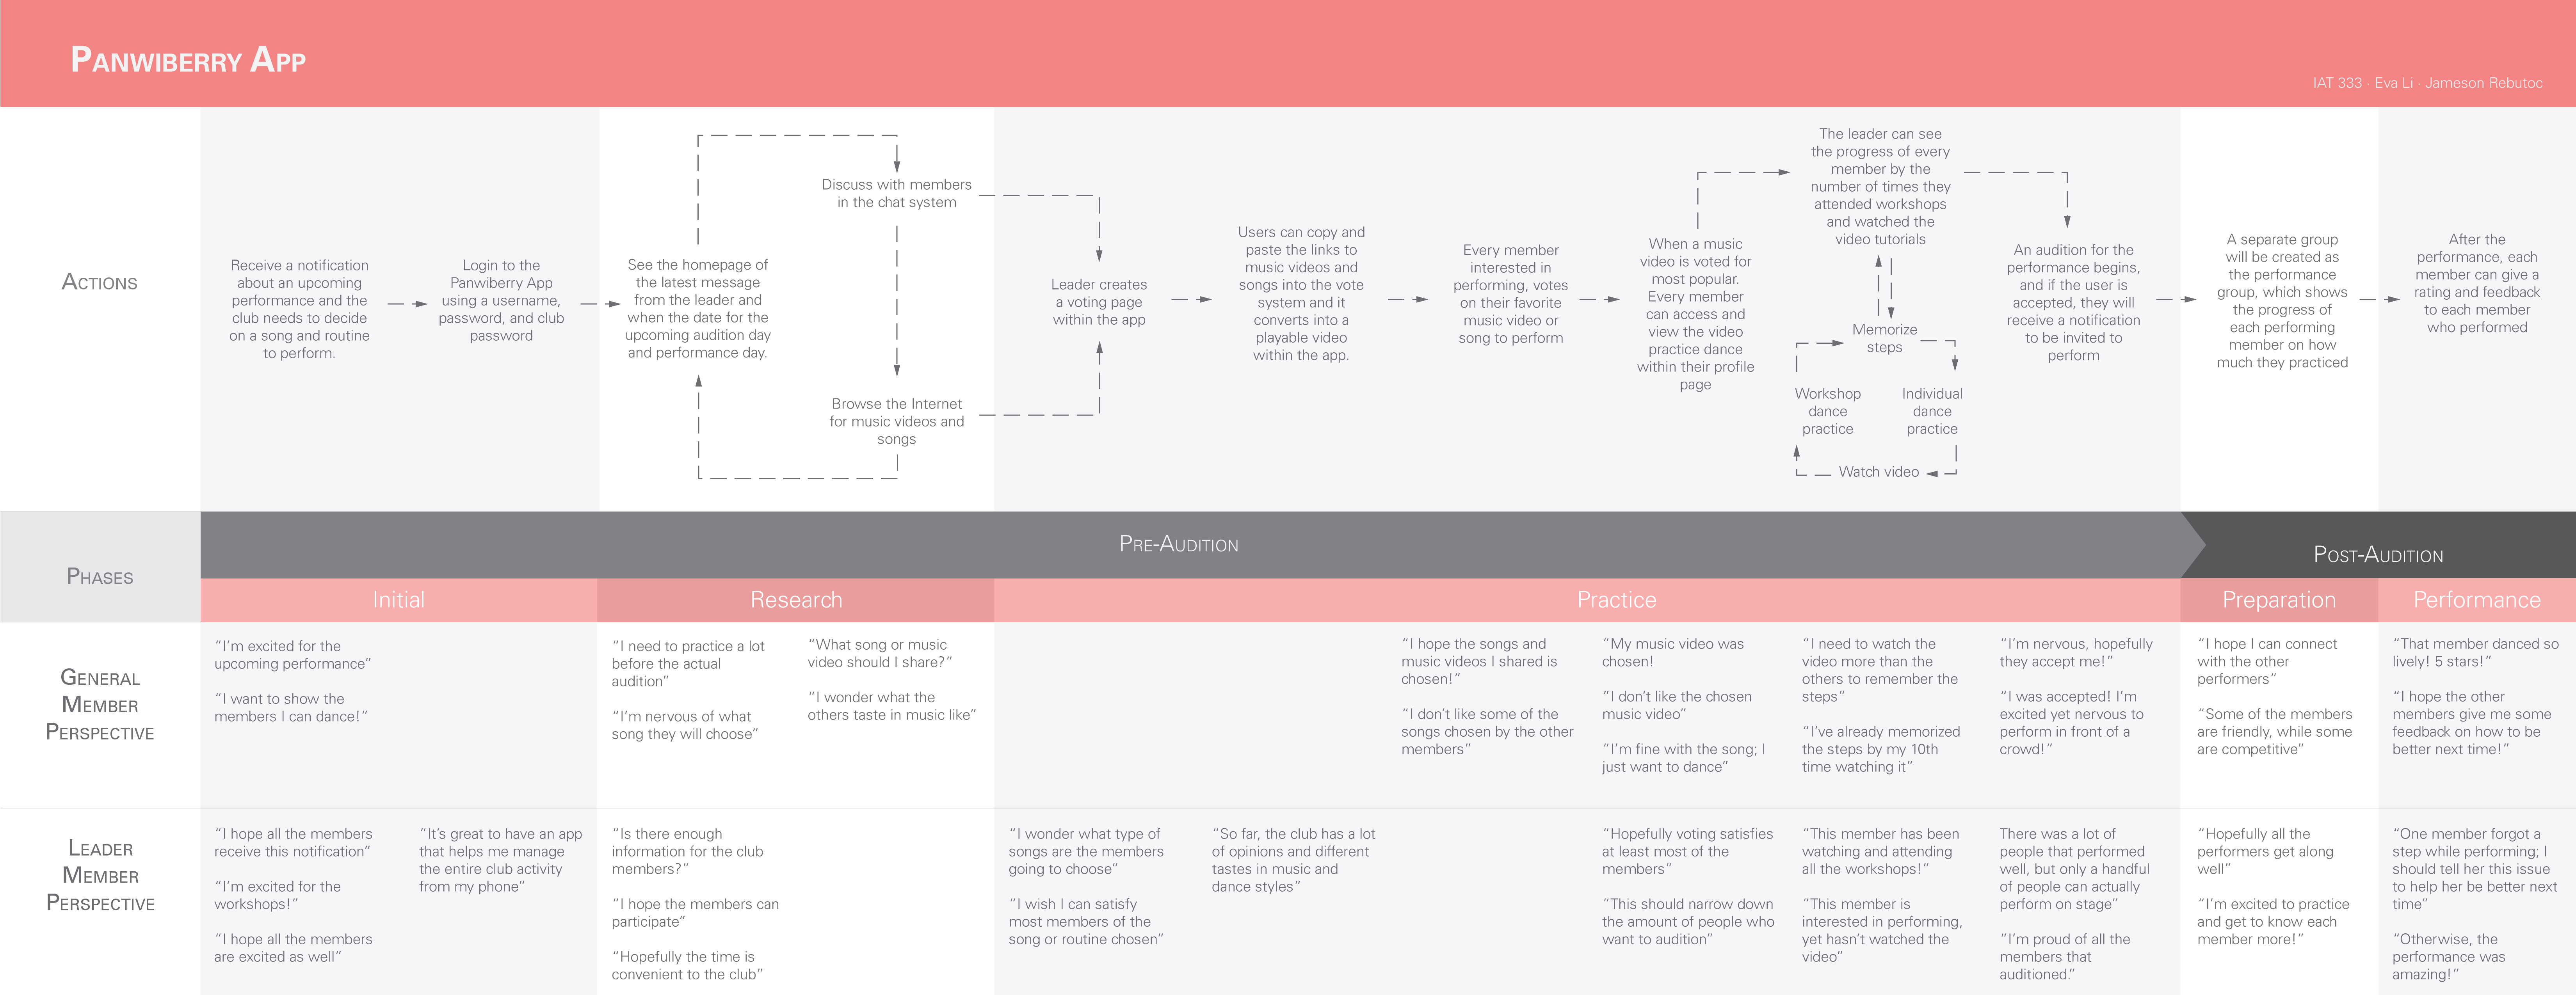 PANWIBERRY APP
IAT 333 · Eva Li · Jameson Rebutoc
ACTIONS
Receive a notification
about an upcoming
performance and the
club needs to decide
on a song and routine
to perform.
Login to the
Panwiberry App
using a username,
password, and club
password
See the homepage of
the latest message
from the leader and
when the date for the
upcoming audition day
and performance day.
Discuss with members
in the chat system
Browse the Internet
for music videos and
songs
Leader creates
a voting page
within the app
Users can copy and
paste the links to
music videos and
songs into the vote
system and it
converts into a
playable video
within the app.
Every member
interested in
performing, votes
on their favorite
music video or
song to perform
When a music
video is voted for
most popular.
Every member
can access and
view the video
practice dance
within their profile
page
The leader can see
the progress of every
member by the
number of times they
attended workshops
and watched the
video tutorials
Memorize
steps
Workshop
dance
practice
Individual
dance
practice
Watch video
An audition for the
performance begins,
and if the user is
accepted, they will
receive a notification
to be invited to
perform
A separate group
will be created as
the performance
group, which shows
the progress of
each performing
member on how
much they practiced
After the
performance, each
member can give a
rating and feedback
to each member
who performed
PHASES
PRE-AUDITION
POST-AUDITION
Initial
Research
Practice
Preparation
Performance
GENERAL
MEMBER
PERSPECTIVE
“I’m excited for the
upcoming performance”
“I want to show the
members I can dance!”
“I need to practice a lot
before the actual
audition”
“I’m nervous of what
song they will choose”
“What song or music
video should I share?”
“I wonder what the
others taste in music like”
“I hope the songs and
music videos I shared is
chosen!”
“I don’t like some of the
songs chosen by the other
members”
“My music video was
chosen!
“I don’t like the chosen
music video”
“I’m fine with the song; I
just want to dance”
“I need to watch the
video more than the
others to remember the
steps”
“I’ve already memorized
the steps by my 10th
time watching it”
“I’m nervous, hopefully
they accept me!”
“I was accepted! I’m
excited yet nervous to
perform in front of a
crowd!”
“I hope I can connect
with the other
performers”
“Some of the members
are friendly, while some
are competitive”
“That member danced so
lively! 5 stars!”
“I hope the other
members give me some
feedback on how to be
better next time!”
LEADER
MEMBER
PERSPECTIVE
“I hope all the members
receive this notification”
“I’m excited for the
workshops!”
“I hope all the members
are excited as well”
“It’s great to have an app
that helps me manage
the entire club activity
from my phone”
“Is there enough
information for the club
members?”
“I hope the members can
participate”
“Hopefully the time is
convenient to the club”
“I wonder what type of
songs are the members
going to choose”
“I wish I can satisfy
most members of the
song or routine chosen”
“So far, the club has a lot
of opinions and different
tastes in music and
dance styles”
“Hopefully voting satisfies
at least most of the
members”
“This should narrow down
the amount of people who
want to audition”
“This member has been
watching and attending
all the workshops!”
“This member is
interested in performing,
yet hasn’t watched the
video”
There was a lot of
people that performed
well, but only a handful
of people can actually
perform on stage”
“I’m proud of all the
members that
auditioned.”
“Hopefully all the
performers get along
well”
“I’m excited to practice
and get to know each
member more!”
“One member forgot a
step while performing; I
should tell her this issue
to help her be better next
time”
“Otherwise, the
performance was
amazing!”